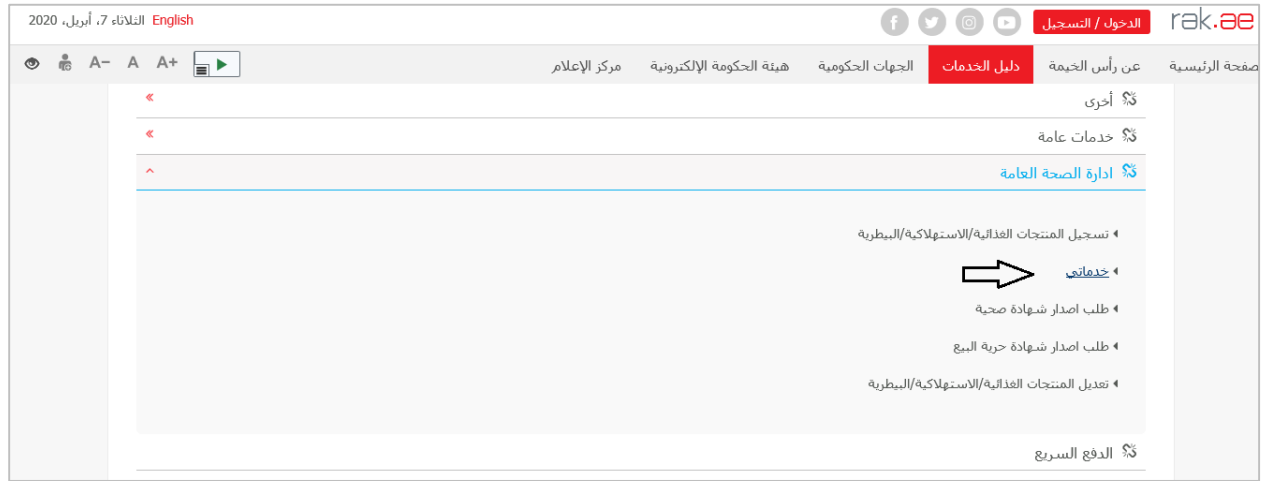 rak.ae
الدخول / التسجيل
English
الثلاثاء 7، أبريل، 2020
صفحة الرئيسية
عن رأس الخيمة
دليل الخدمات
الجهات الحكومية
هيئة الحكومة الإلكترونية
مركز الإعلام
A+ A A-
أخرى
خدمات عامة
ادارة الصحة العامة
تسجيل المنتجات الغذائية/الاستهلاكية/البيطرية
خدماتي
طلب اصدار شهادة صحية
طلب اصدار شهادة حرية البيع
تعديل المنتجات الغذائية/الاستهلاكية/البيطرية
الدفع السريع